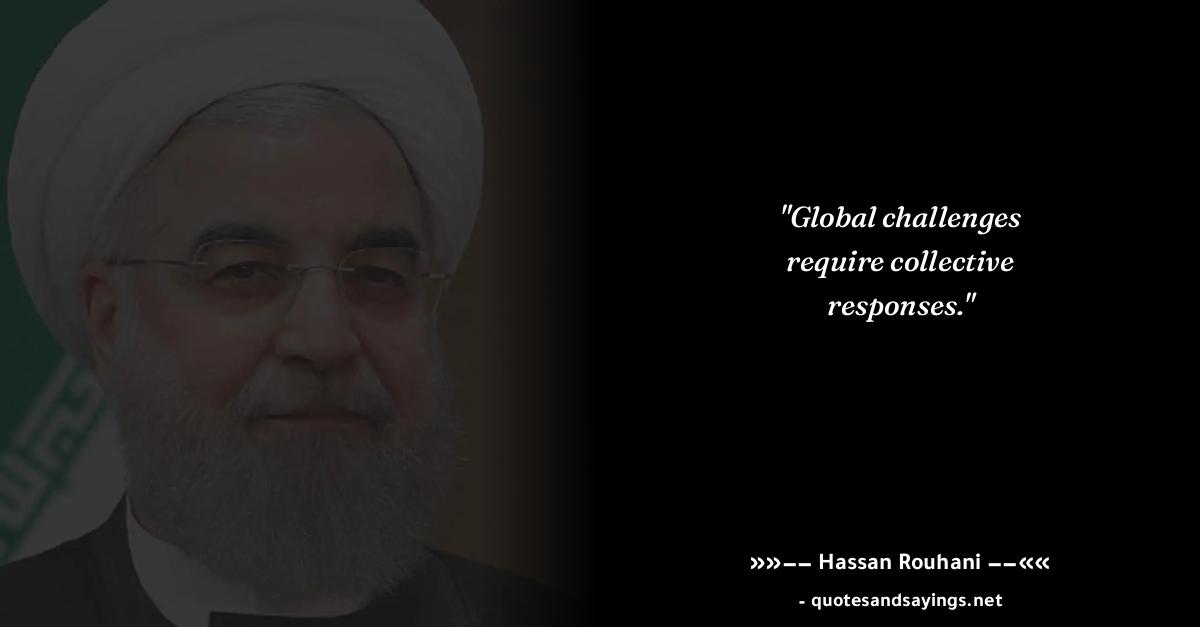 "Global challenges
require collective
responses."
»»—— Hassan Rouhani ——««
- quotesandsayings.net